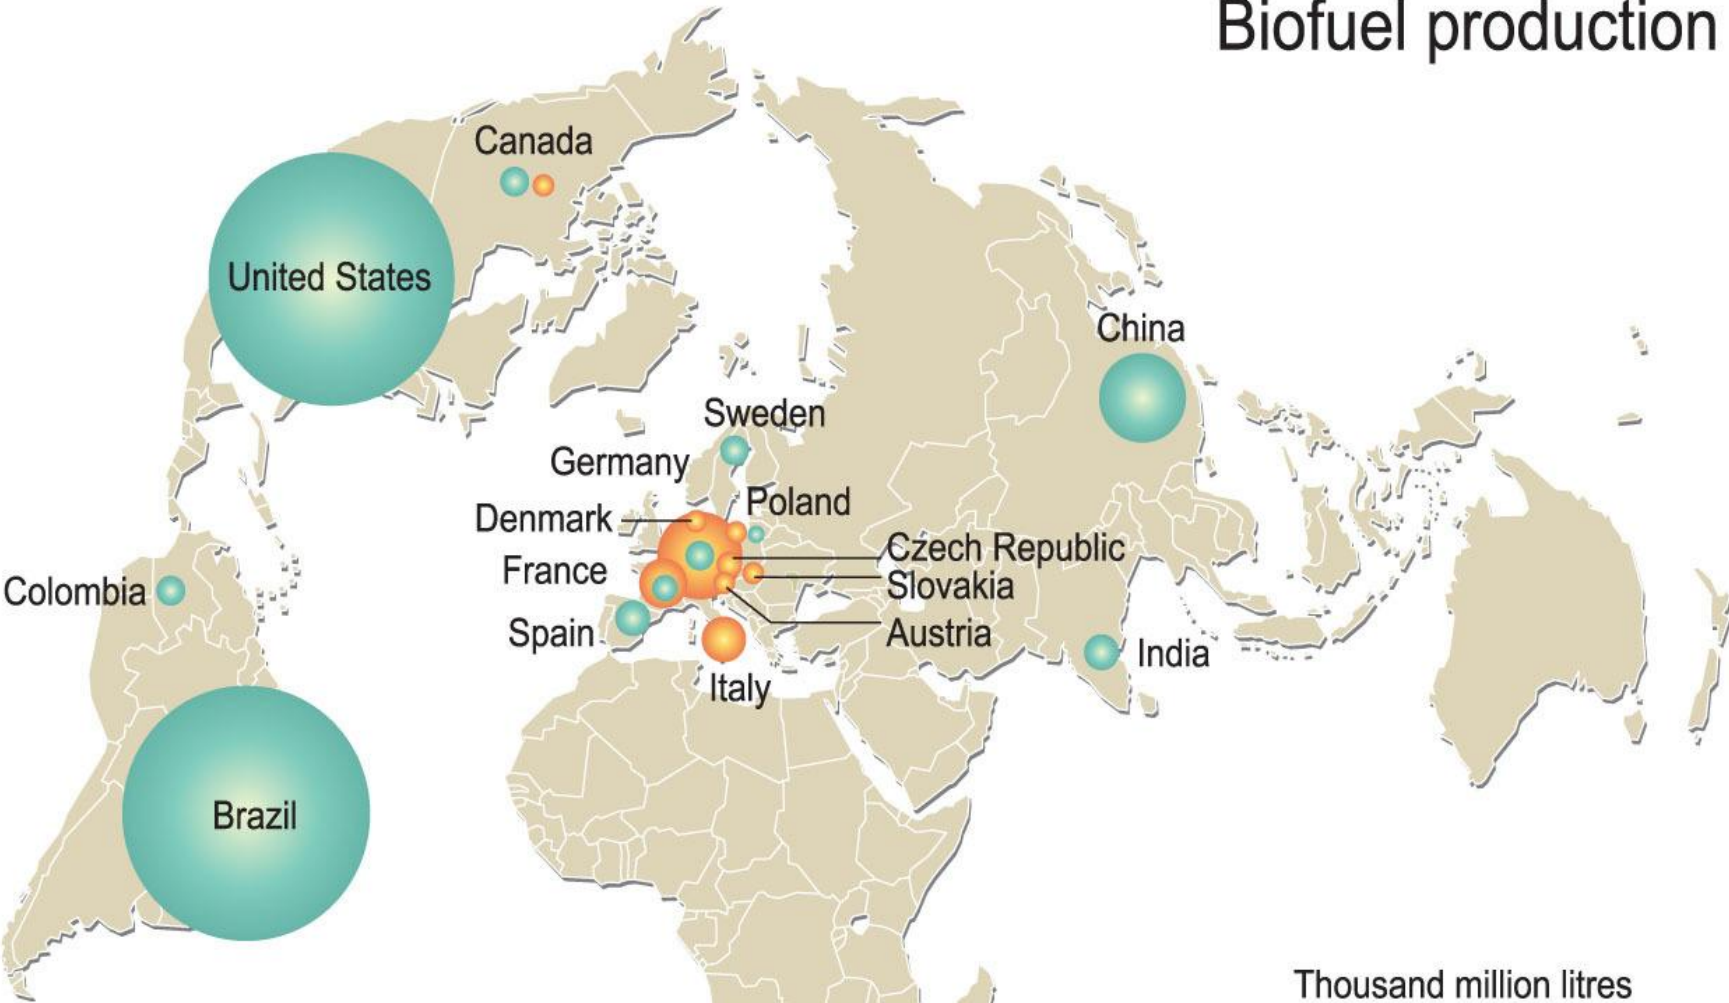 Biofuel production
Canada
United States
China
Sweden
Germany
Poland
Denmark
Czech Republic
France
Slovakia
Colombia
Spain
Austria
India
Italy
Brazil
Thousand million litres